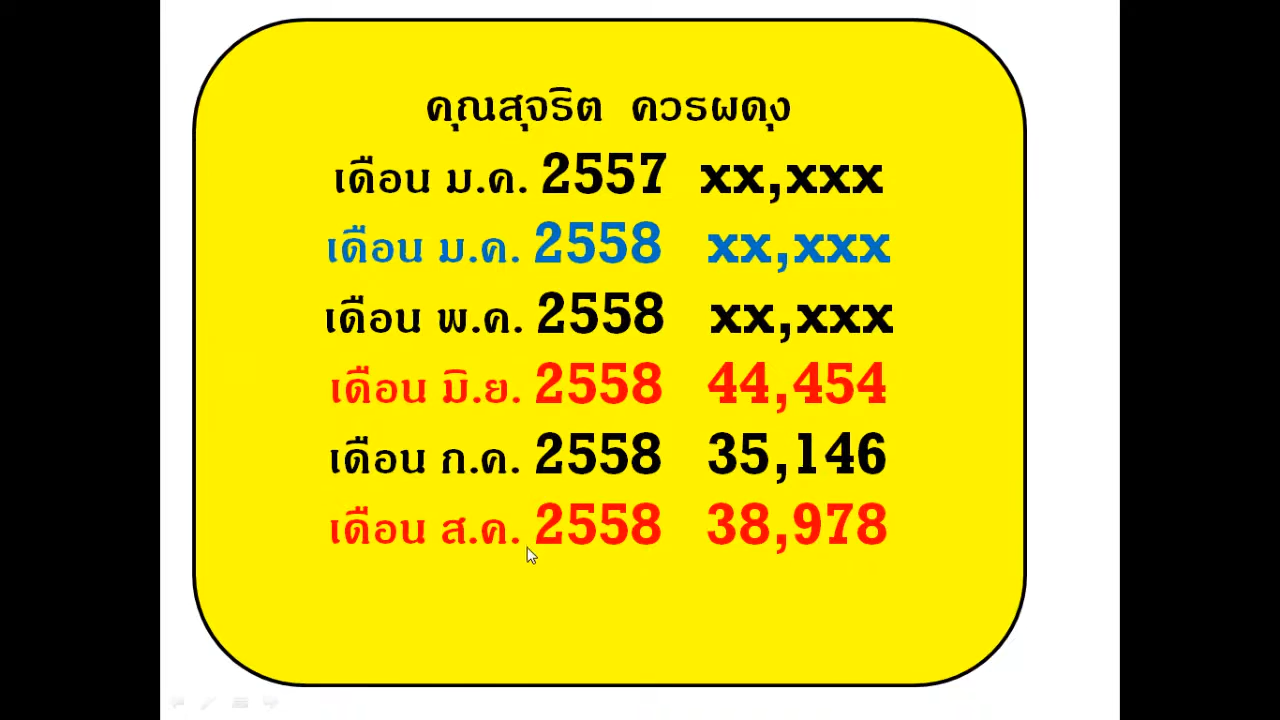 คุณสุจริต ควรผดุง
เดือน ม.ค. 2557 xx,xxx
เดือน ม.ค. 2558 xx,xxx
เดือน พ.ค. 2558 xx,xxx
เดือน มิ.ย. 2558 44,454
เดือน ก.ค. 2558 35,146
เดือน ส.ค. 2558 38,978